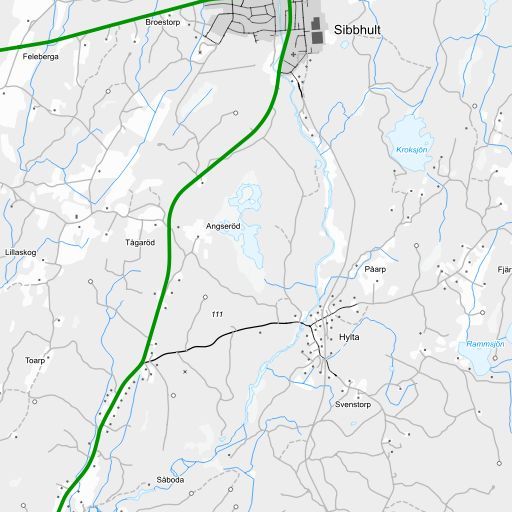 Broestorp
Sibbhult
Feleberga
Kroksjön
Angseröd
Tågaröd
Lillaskog
Påarp
Fjär
111
Hylta
Rammsjön
Toarp
Svenstorp
Såboda